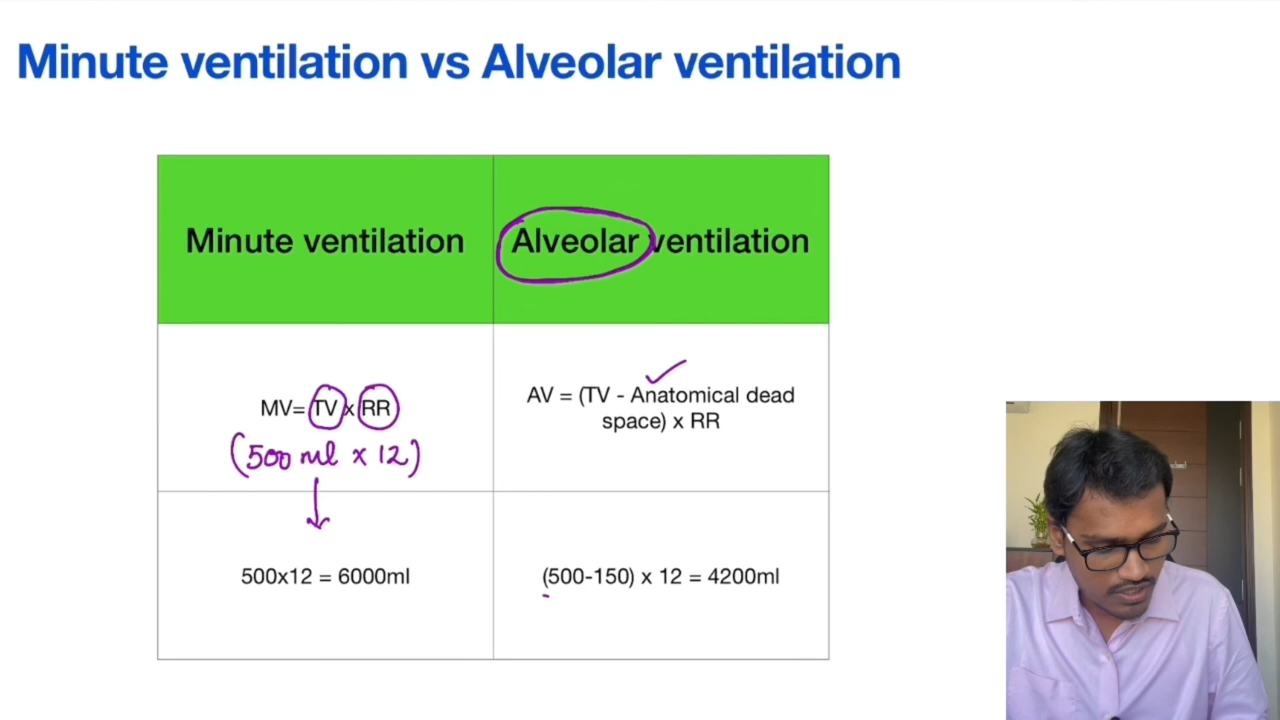 Minute ventilation vs Alveolar ventilation
Minute ventilation
Alveolar ventilation
MV= TV x RR
(500 ml x 12)
AV = (TV - Anatomical dead
space) x RR
500x12 = 6000ml
(500-150) x 12 = 4200ml